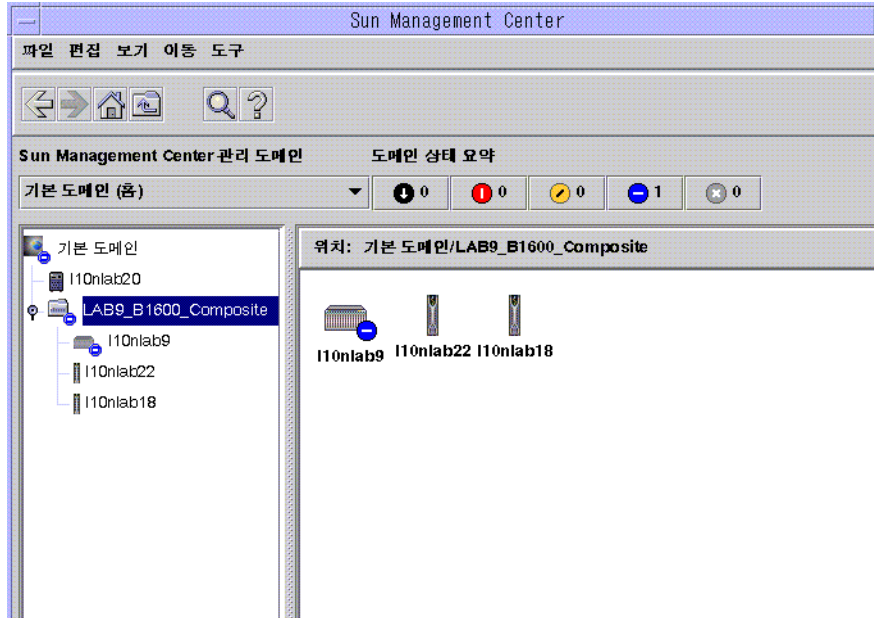 Sun Management Center
파일 편집 보기 이동 도구
Sun Management Center 관리 도메인 도메인 상태 요약
기본 도메인 (홈) 0 0 0 1 0
기본 도메인
위치: 기본 도메인/LAB9_B1600_Composite
l10nlab20
LAB9_B1600_Composite
l10nlab9
l10nlab22
l10nlab18
l10nlab9 l10nlab22 l10nlab18